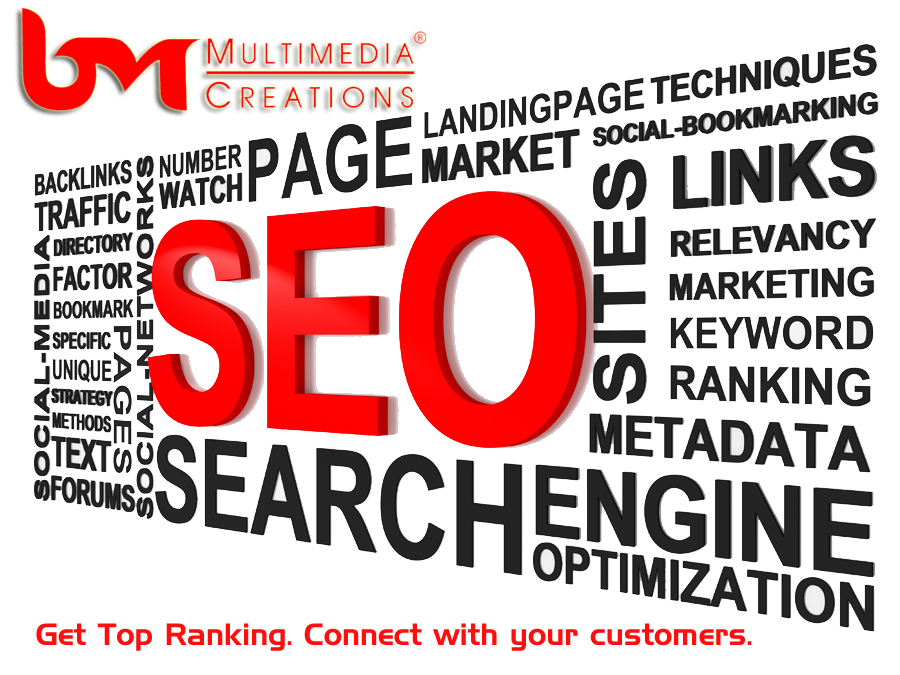 bm MULTIMEDIA®
CREATIONS
LANDINGPAGE TECHNIQUES
SOCIAL-BOOKMARKING
BACKLINKS
TRAFFIC
DIRECTORY
FACTOR
BOOKMARK
SPECIFIC
UNIQUE
STRATEGY
METHODS
TEXT
FORUMS
SOCIAL-MEDIA
PAGES
SOCIAL-NETWORKS
NUMBER
WATCH
PAGE
MARKET
SEO
SITES
LINKS
RELEVANCY
MARKETING
KEYWORD
RANKING
METADATA
SEARCH
ENGINE
OPTIMIZATION
Get Top Ranking. Connect with your customers.